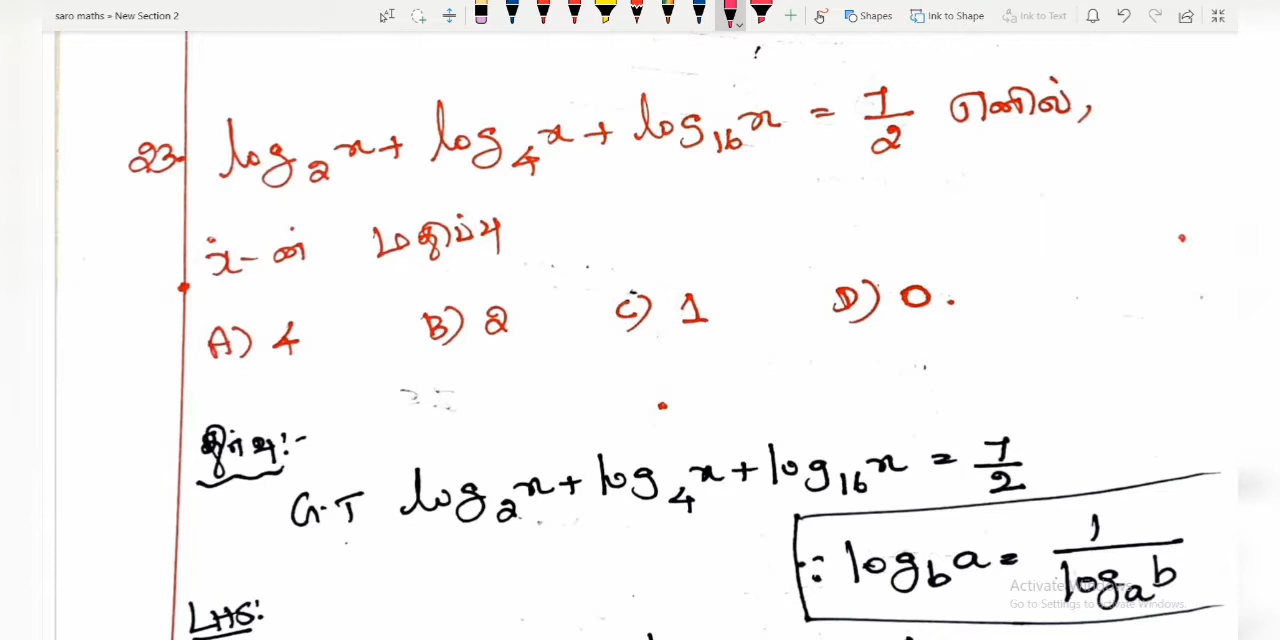 saro maths » New Section 2
Shapes Ink to Shape Ink to Text
23. log₂x + log₄x + log₁₆x = 7/2 எனில்,
x-ன் மதிப்பு
A) 4 B) 2 C) 1 D) 0.
தீர்வு:-
G.T log₂x + log₄x + log₁₆x = 7/2
∵ log_b a = 1/log_a b
Activate Windows
Go to Settings to activate Windows.
LHS: